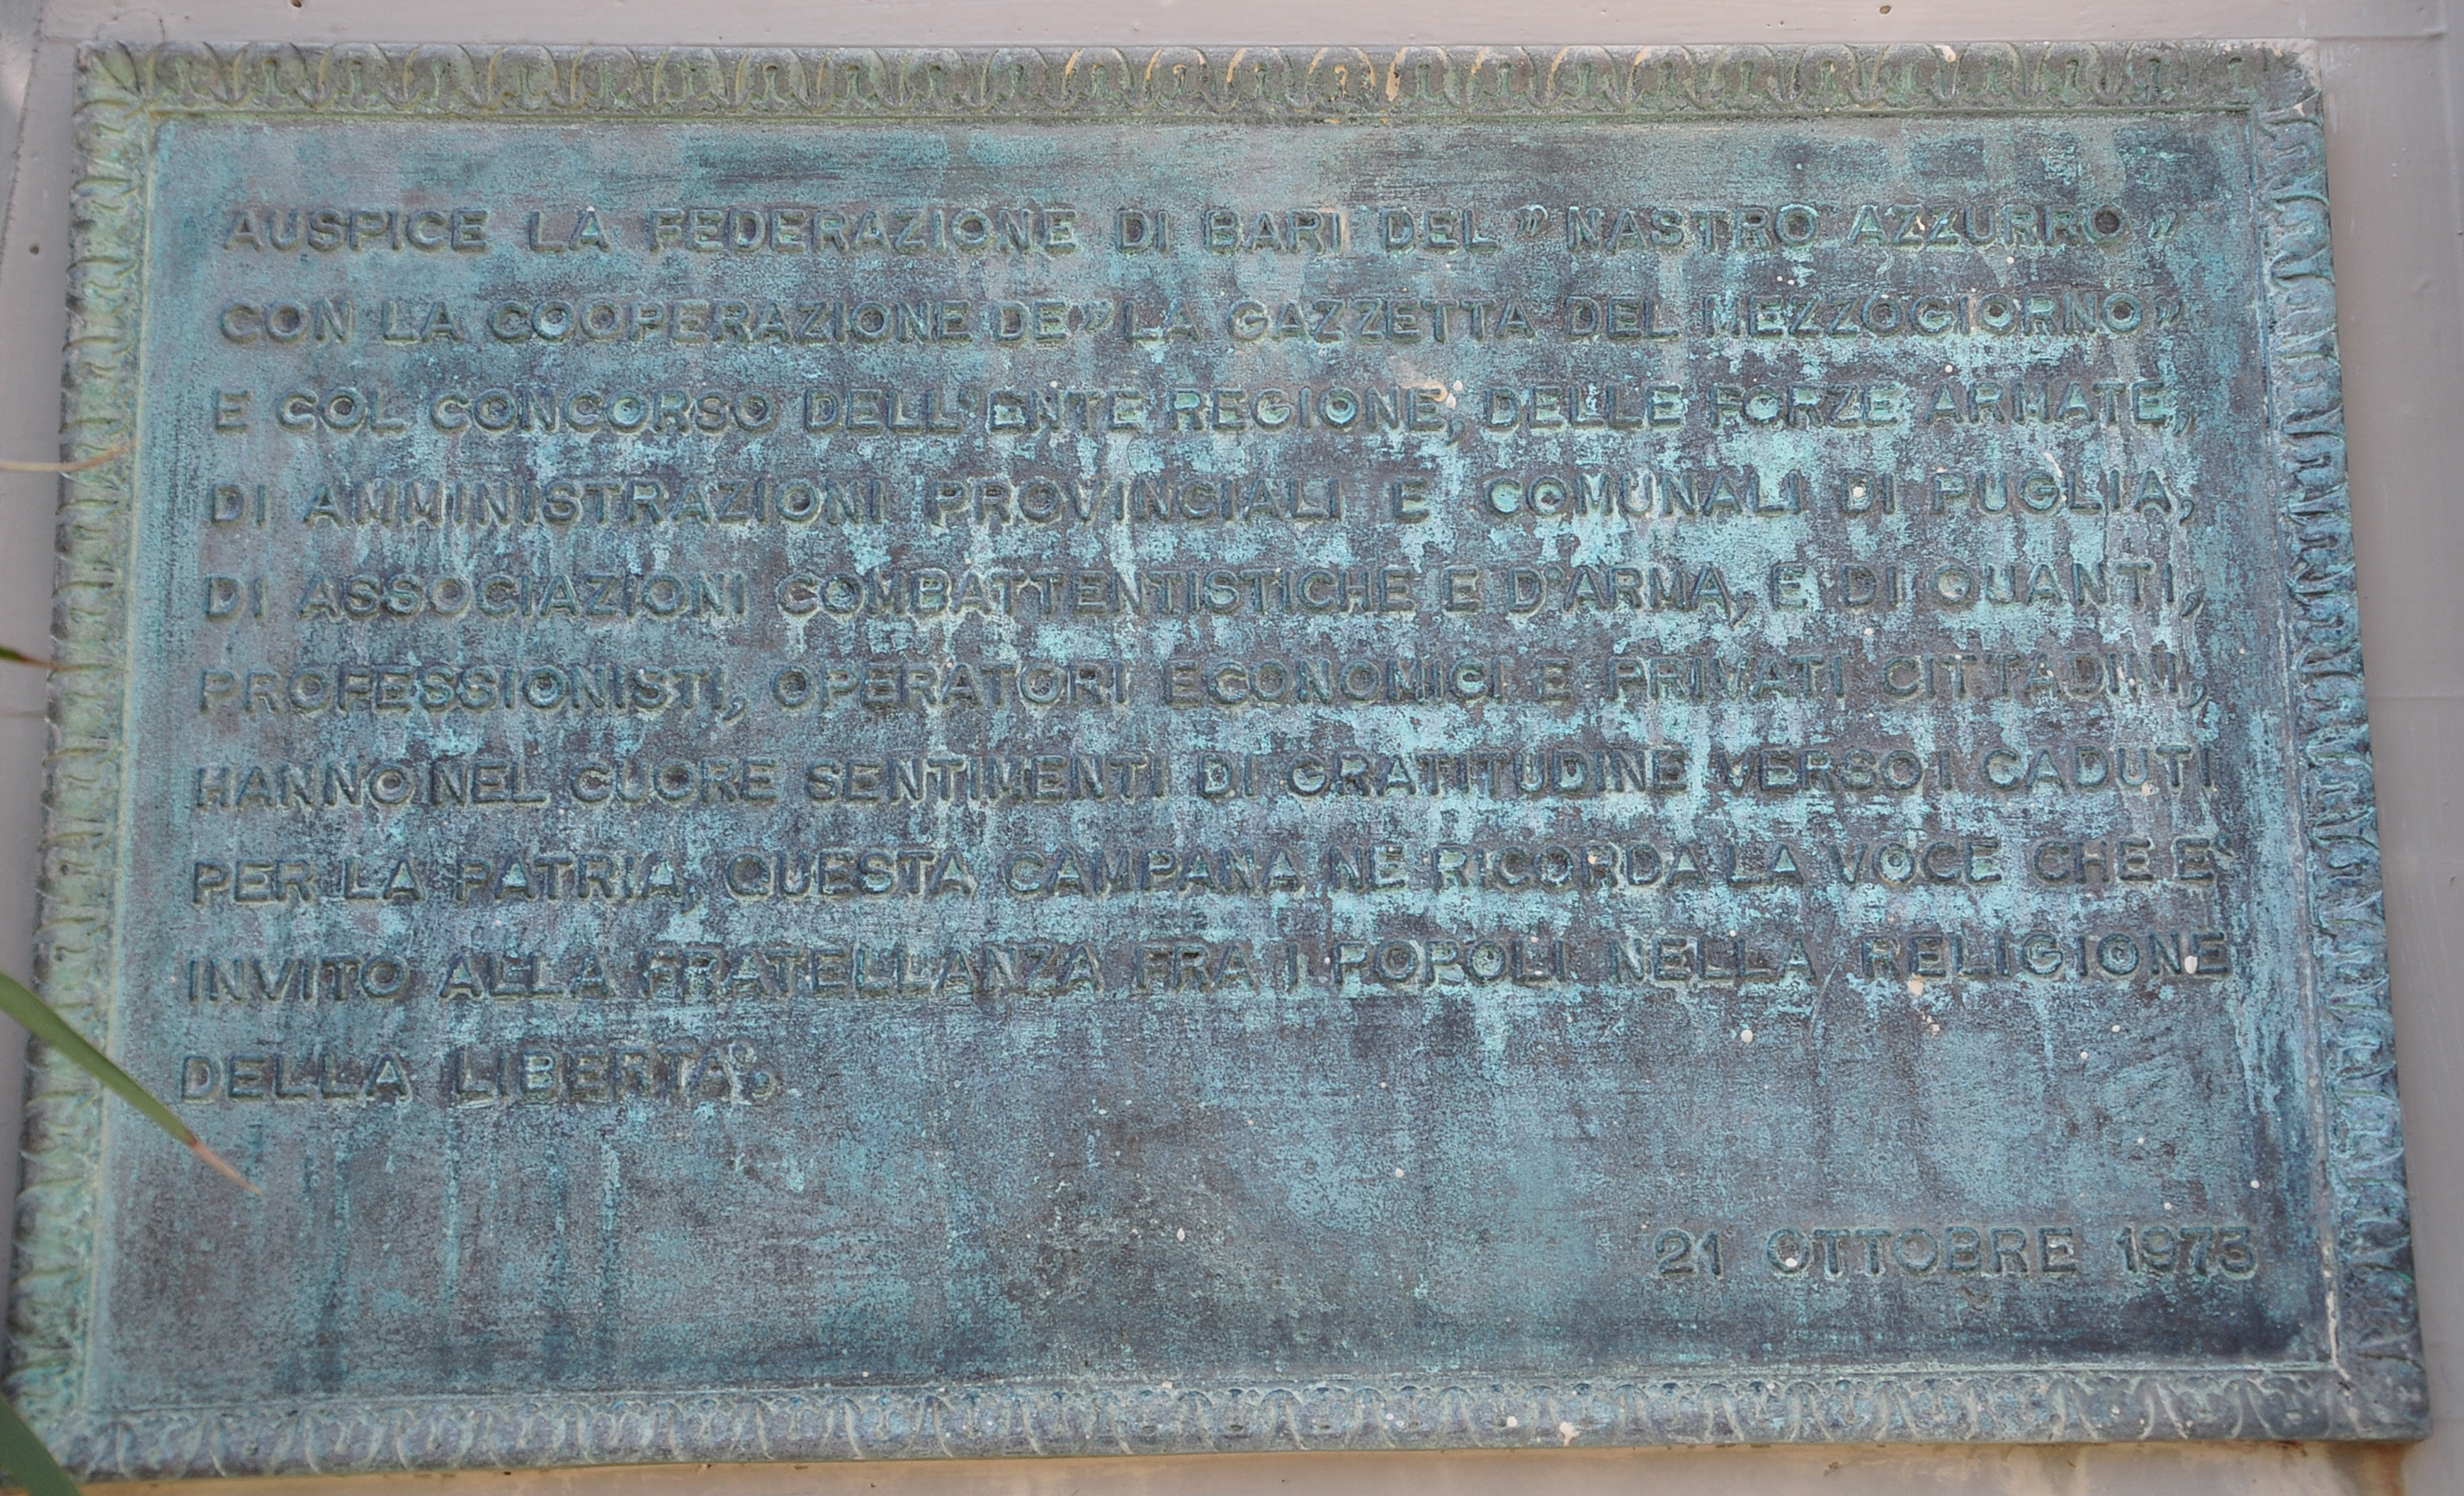 AUSPICE LA FEDERAZIONE DI BARI DEL "NASTRO AZZURRO"
CON LA COOPERAZIONE DE "LA GAZZETTA DEL MEZZOGIORNO"
E COL CONCORSO DELL'ENTE REGIONE, DELLE FORZE ARMATE,
DI AMMINISTRAZIONI PROVINCIALI E COMUNALI DI PUGLIA,
DI ASSOCIAZIONI COMBATTENTISTICHE E D'ARMA, E DI QUANTI,
PROFESSIONISTI, OPERATORI ECONOMICI E PRIVATI CITTADINI,
HANNO NEL CUORE SENTIMENTI DI GRATITUDINE VERSO I CADUTI
PER LA PATRIA, QUESTA CAMPANA NE RICORDA LA VOCE CHE E'
INVITO ALLA FRATELLANZA FRA I POPOLI NELLA RELIGIONE
DELLA LIBERTA'.
21 OTTOBRE 1973